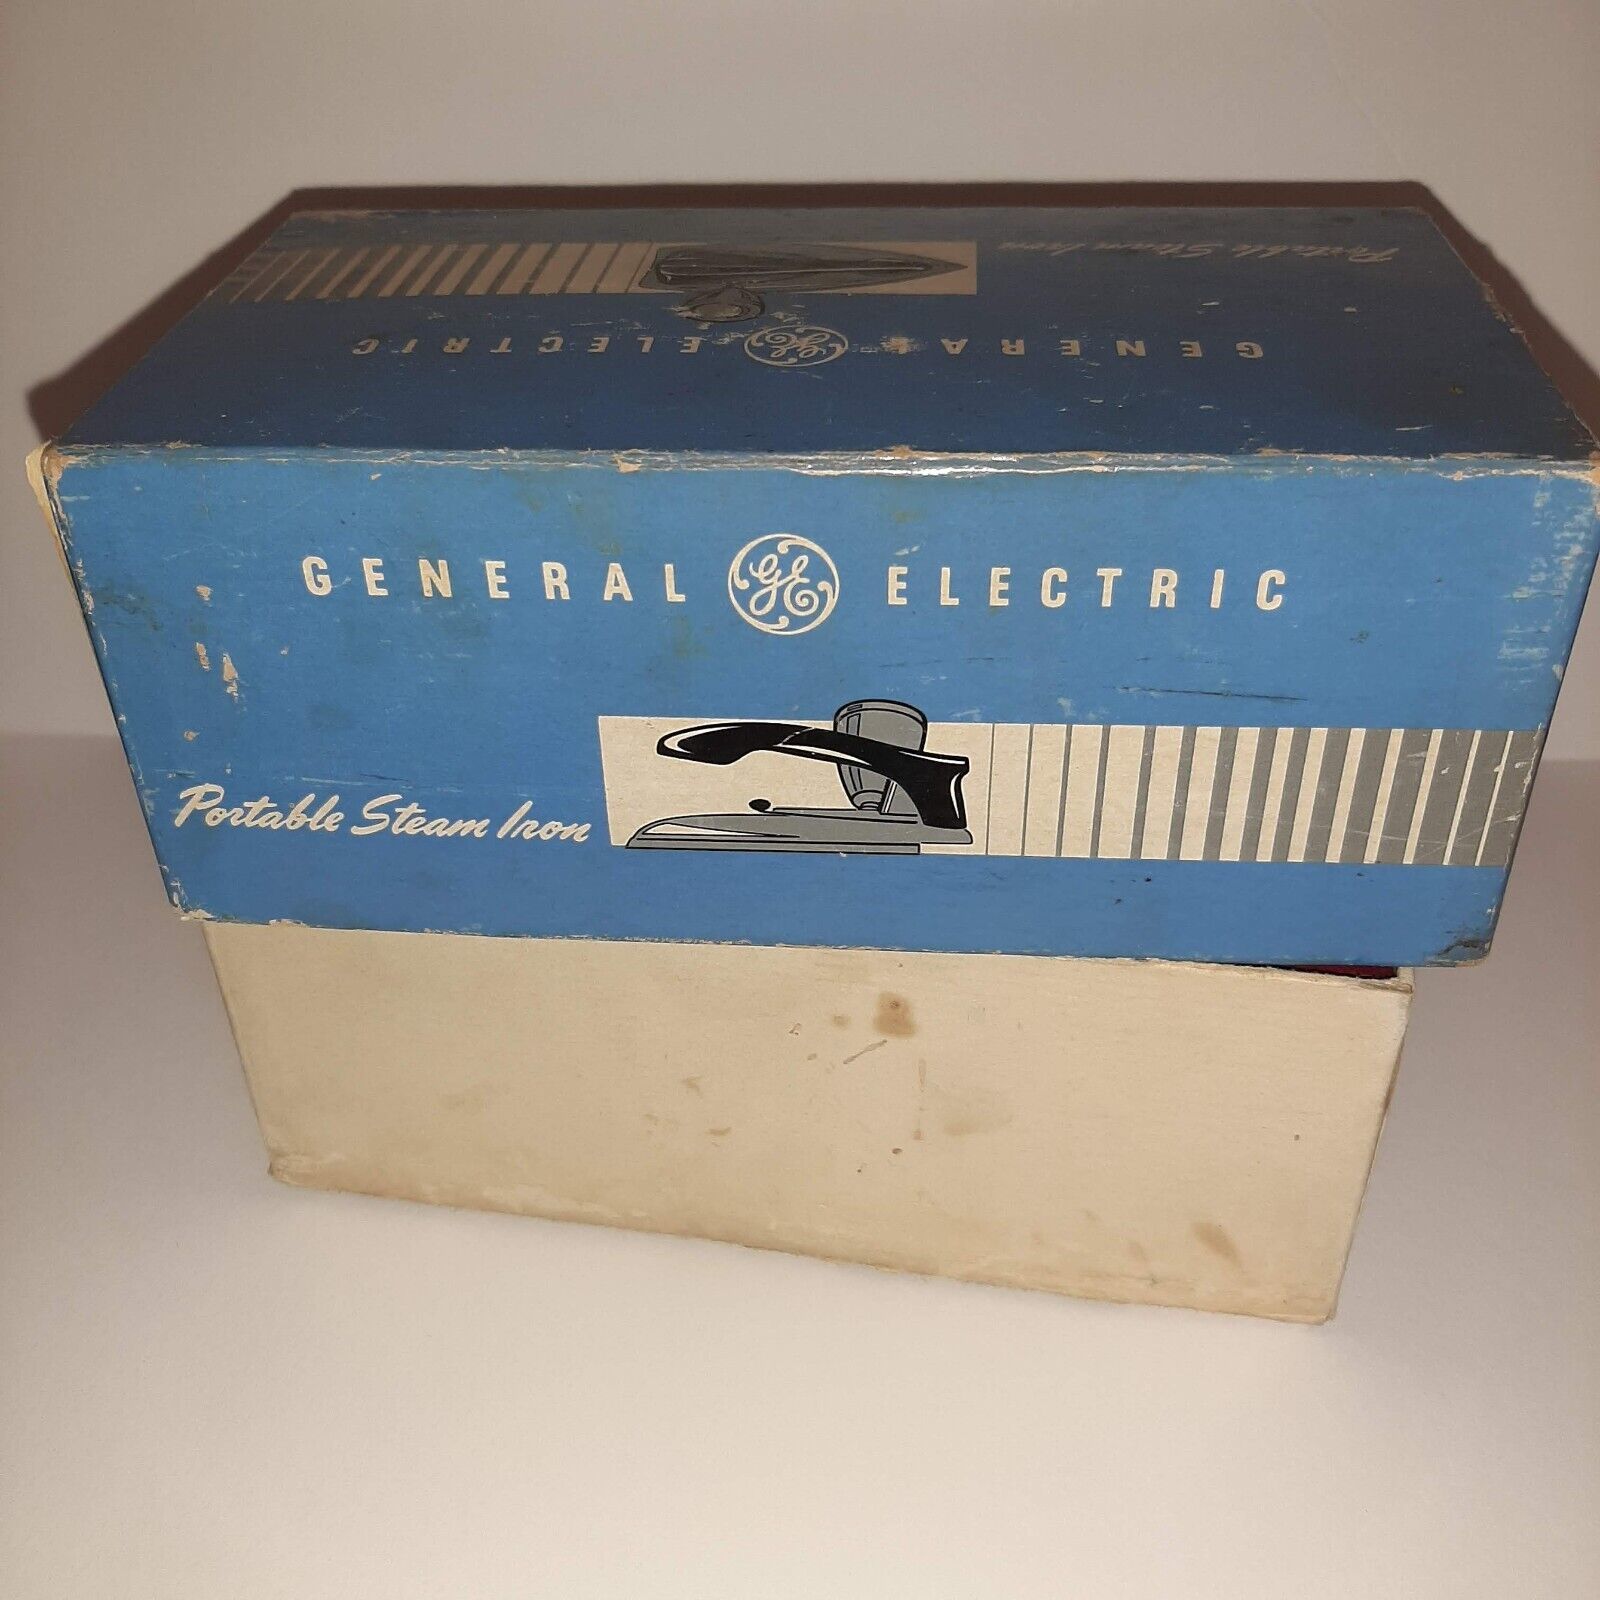 Portable Steam Iron
GENERAL GE ELECTRIC
GENERAL GE ELECTRIC
Portable Steam Iron